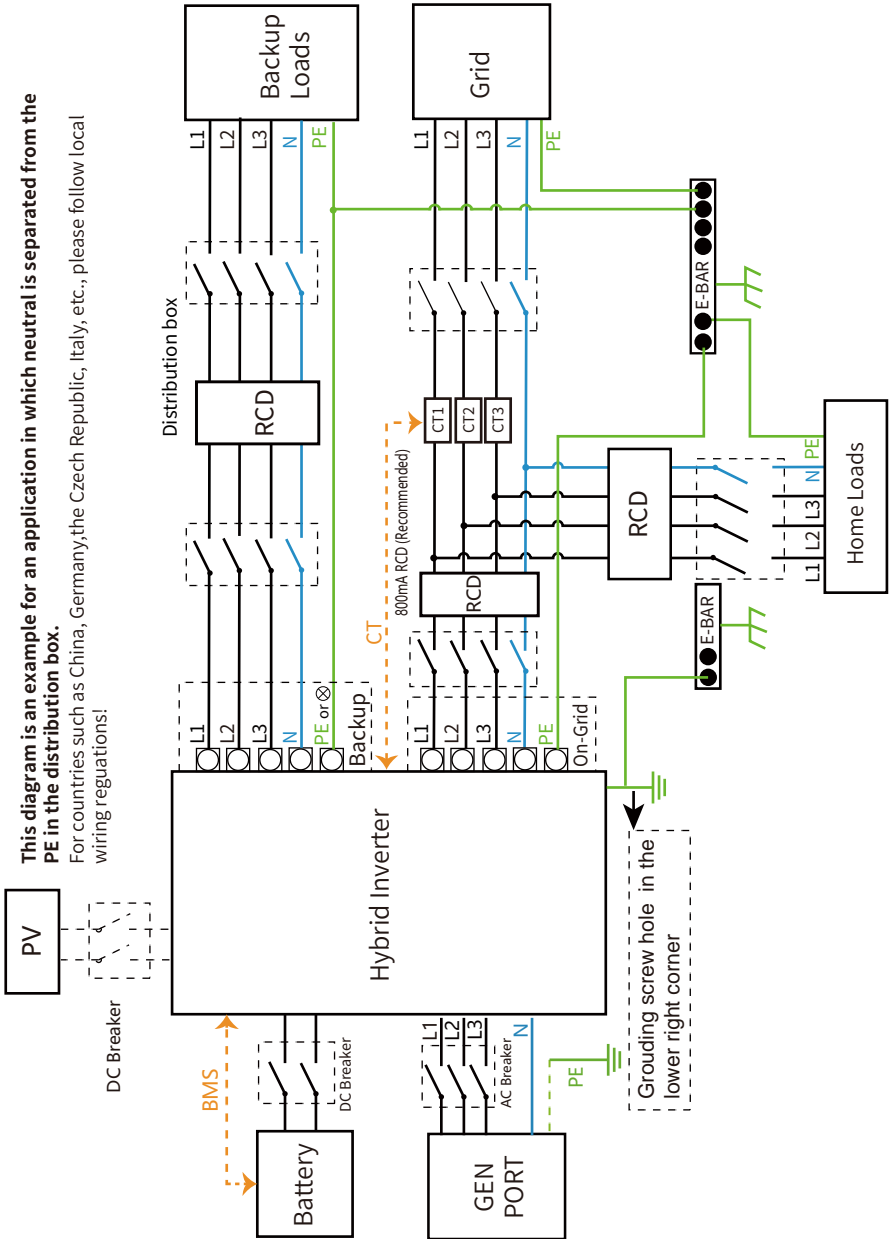 This diagram is an example for an application in which neutral is separated from the
PE in the distribution box.
For countries such as China, Germany,the Czech Republic, Italy, etc., please follow local
wiring reguations!
PV
DC Breaker
BMS
Battery
DC Breaker
GEN
PORT
L1
L2
L3
N
AC Breaker
PE
Hybrid Inverter
Grouding screw hole in the
lower right corner
L1
L2
L3
N
PE or
Backup
CT
L1
L2
L3
N
PE
On-Grid
Distribution box
RCD
800mA RCD (Recommended)
RCD
CT1
CT2
CT3
L1
L2
L3
N
PE
Backup
Loads
L1
L2
L3
N
PE
Grid
RCD
E-BAR
E-BAR
L1
L2
L3
N
PE
Home Loads